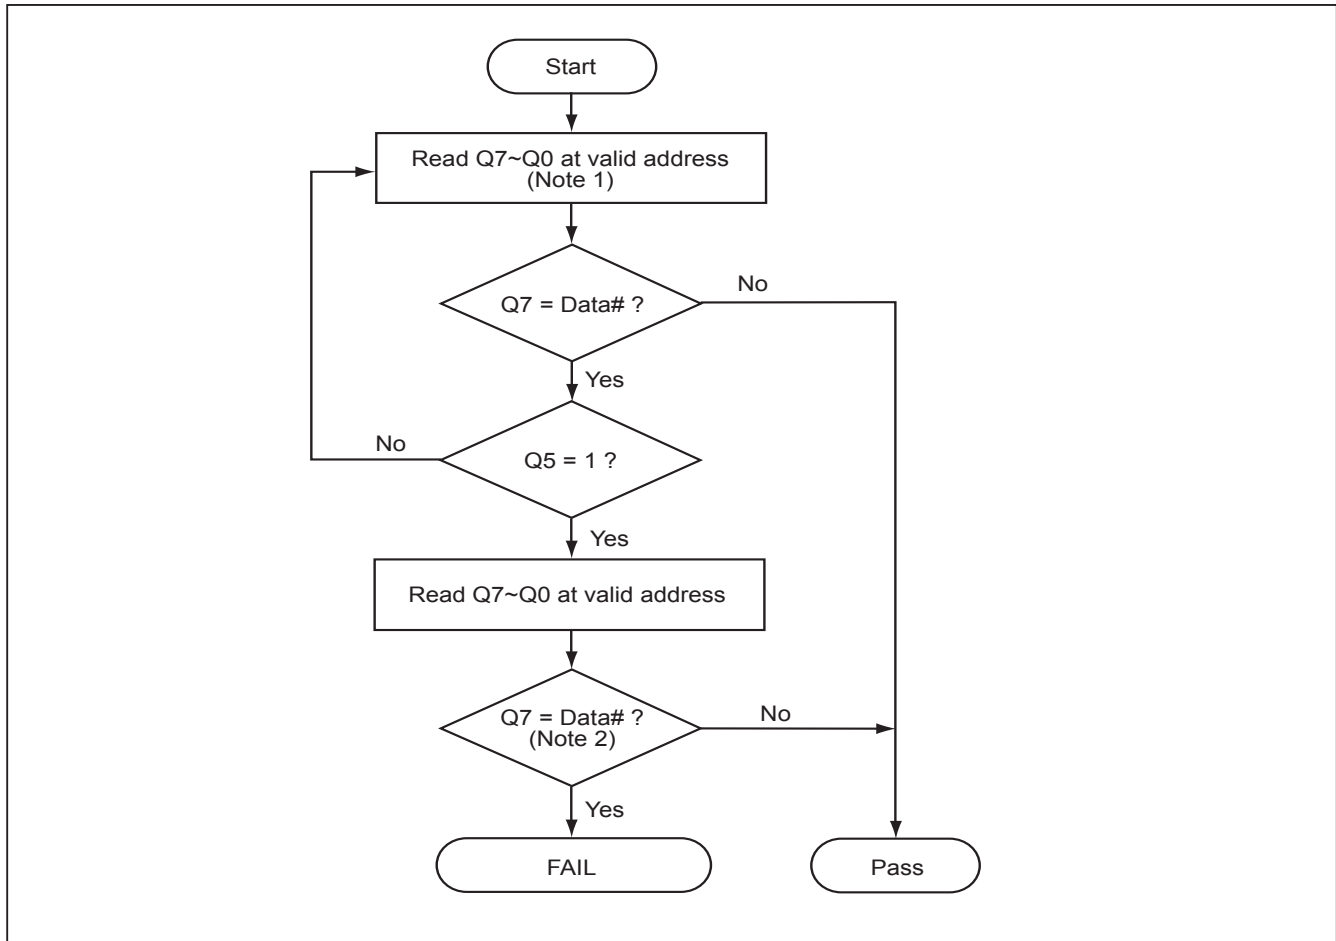 Start
Read Q7~Q0 at valid address
(Note 1)
Q7 = Data# ?
No
Yes
Q5 = 1 ?
No
Yes
Read Q7~Q0 at valid address
Q7 = Data# ?
(Note 2)
No
Yes
FAIL
Pass